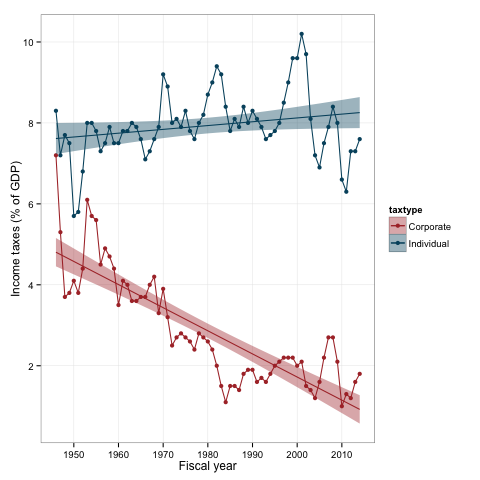 10
8
6
4
2
Income taxes (% of GDP)
1950 1960 1970 1980 1990 2000 2010
Fiscal year
taxtype
Corporate
Individual